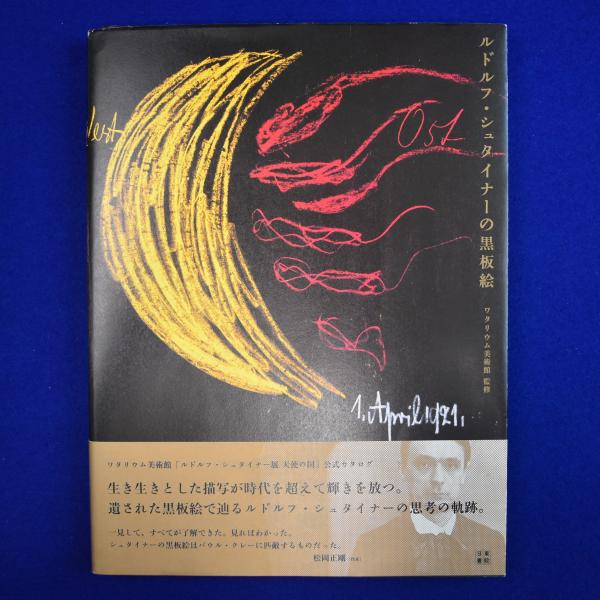 ルドルフ・シュタイナーの黒板絵
ワタリウム美術館 監修
Ost
1. April 1921.
ワタリウム美術館「ルドルフ・シュタイナー展 天使の国」公式カタログ
生き生きとした描写が時代を超えて輝きを放つ。
遺された黒板絵で辿るルドルフ・シュタイナーの思考の軌跡。
一見して、すべてが了解できた。見ればわかった。
シュタイナーの黒板絵はパウル・クレーに匹敵するものだった。
松岡正剛
日東書院